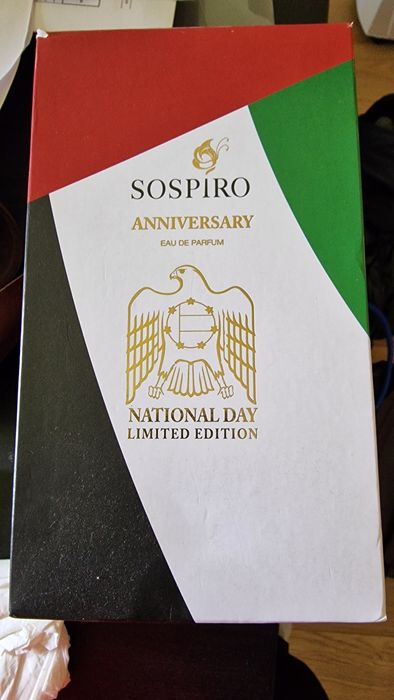 SOSPIRO
ANNIVERSARY
EAU DE PARFUM
NATIONAL DAY
LIMITED EDITION